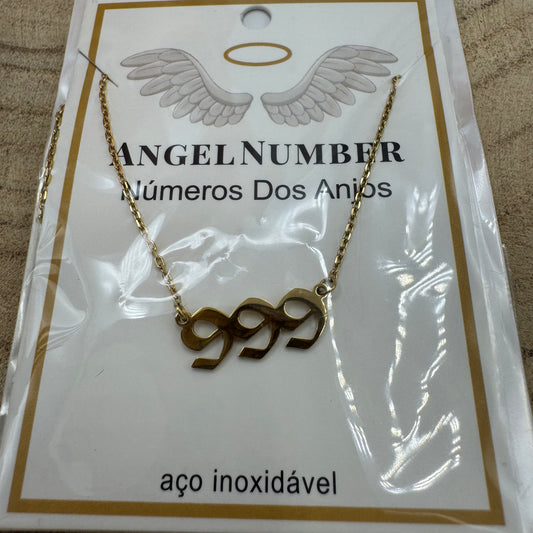 ANGEL NUMBER
Números Dos Anjos
999
aço inoxidável